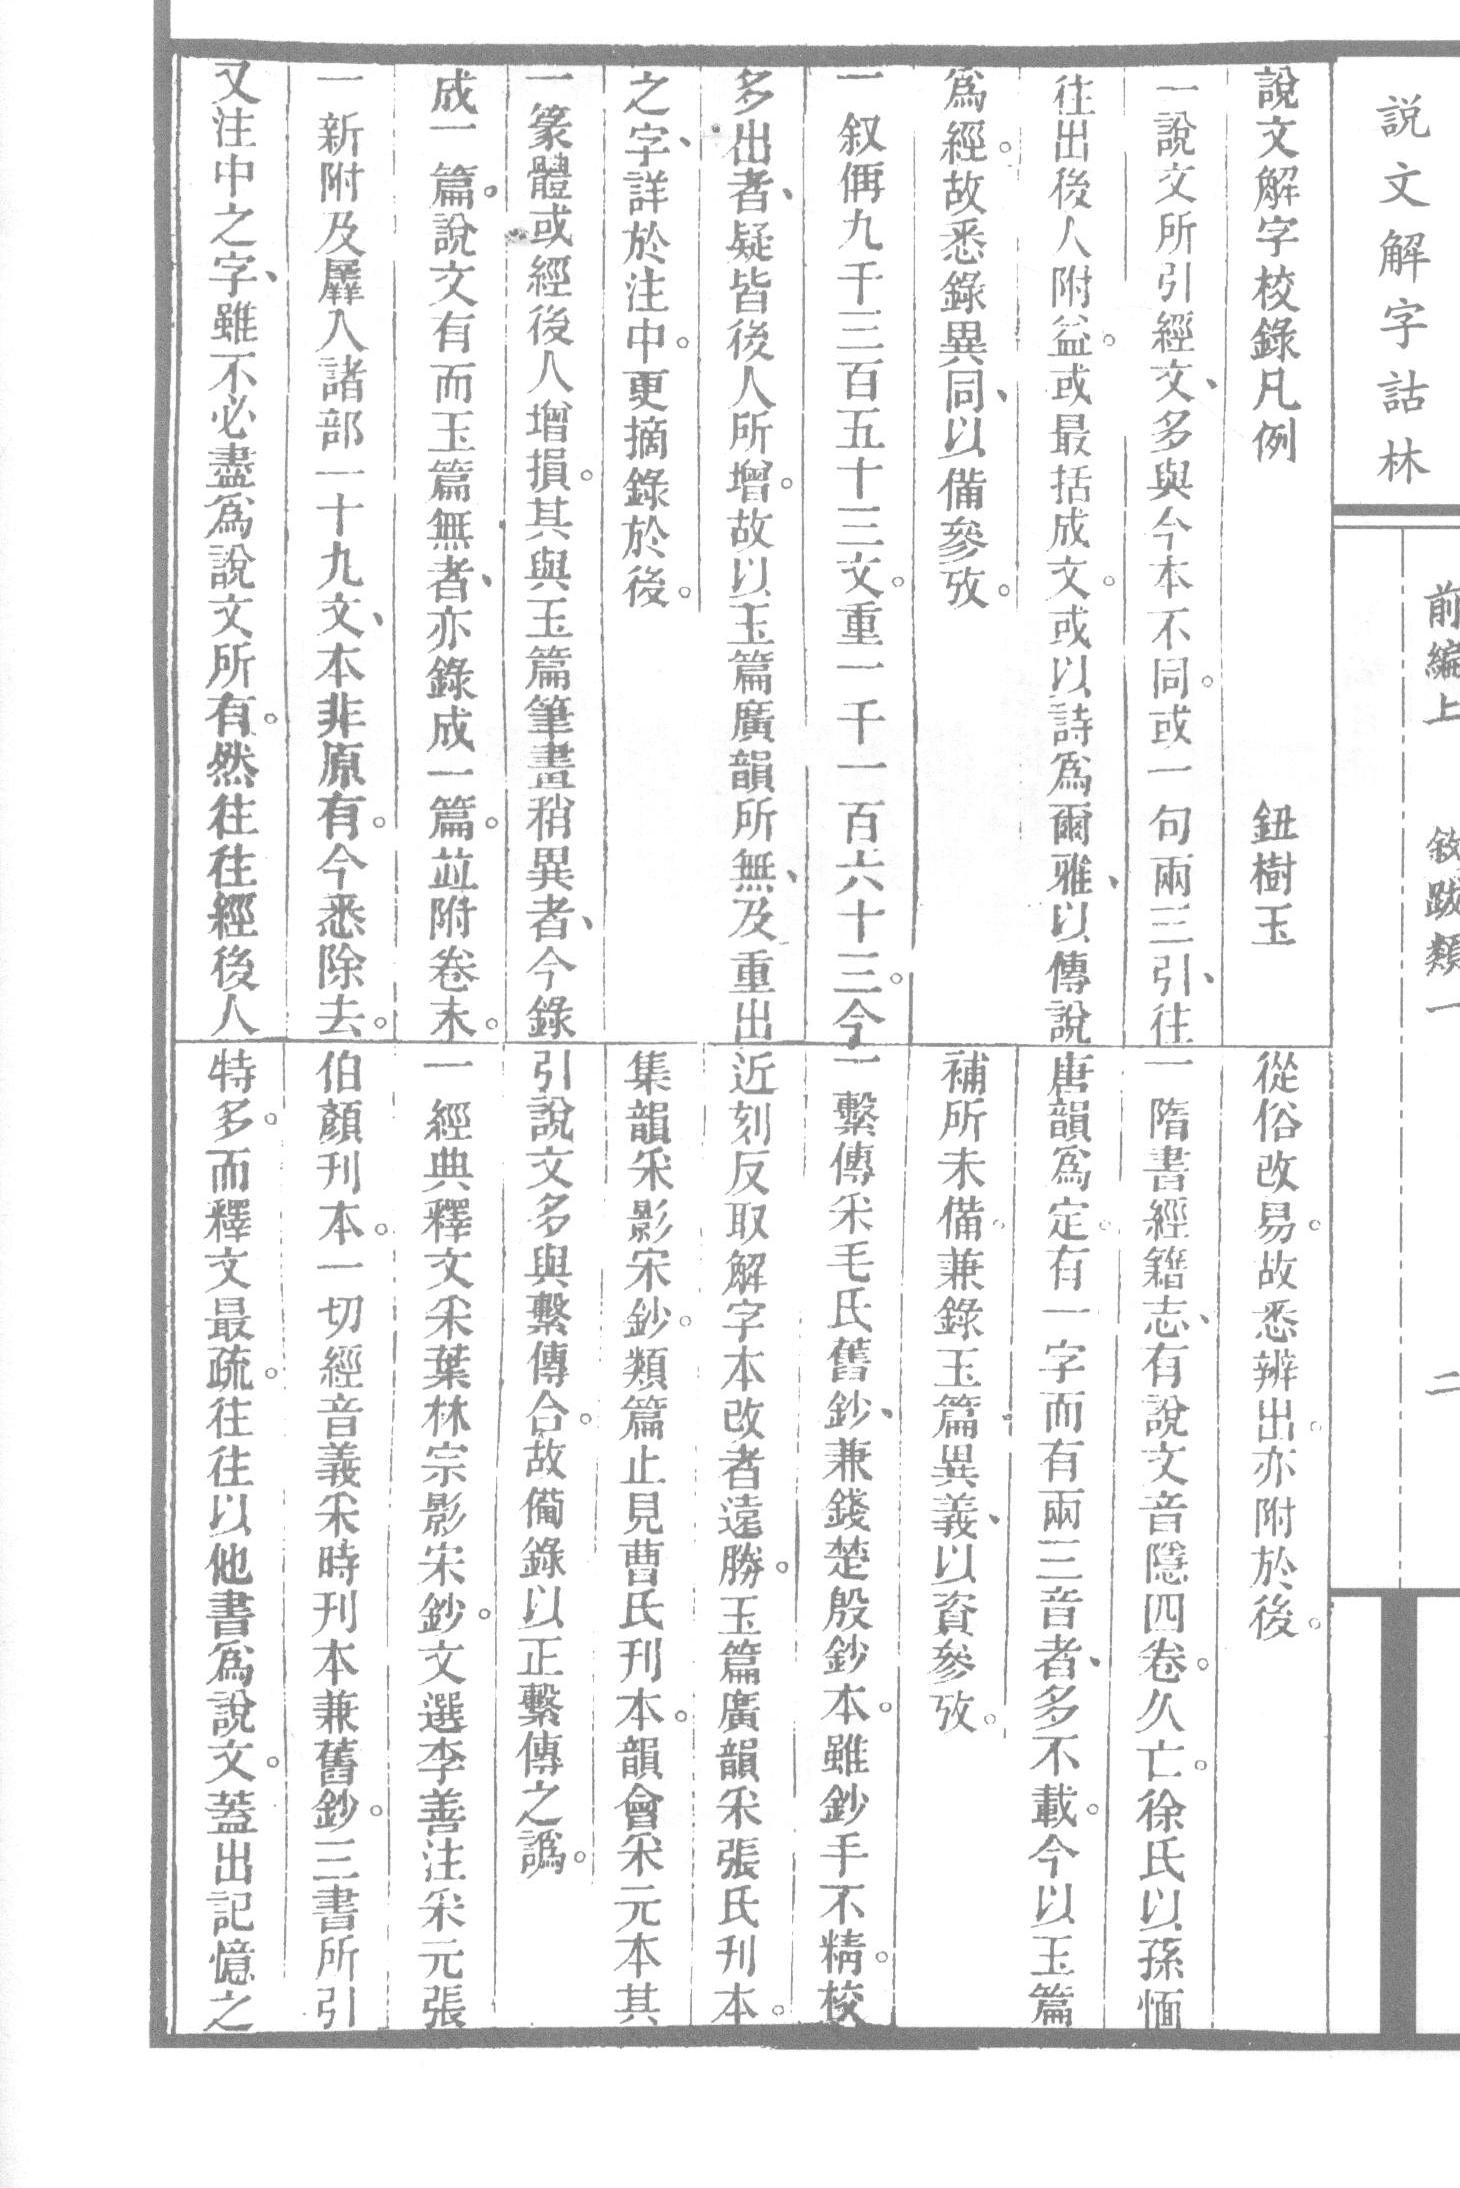 説文解字詁林
前編上　敘跋類一　二
說文解字校錄凡例　鈕樹玉
一說文所引經文、多與今本不同。或一句兩三引、往
往出後人附益。或最括成文。或以詩爲爾雅、以傳說
爲經。故悉錄異同、以備參攷。
一叙偁九千三百五十三文。重一千一百六十三。今
多出者、疑皆後人所增。故以玉篇廣韻所無、及重出
之字、詳於注中。更摘錄於後。
一篆體或經後人增損。其與玉篇筆畫稍異者、今錄
成一篇。說文有而玉篇無者、亦錄成一篇。竝附卷末。
一新附及羼入諸部一十九文、本非原有。今悉除去。
又注中之字、雖不必盡爲說文所有。然往往經後人
從俗改易。故悉辨出。亦附於後。
一隋書經籍志、有說文音隱四卷。久亡。徐氏以孫愐
唐韻爲定。有一字而有兩三音者、多不載。今以玉篇
補所未備。兼錄玉篇異義、以資參攷。
一繫傳采毛氏舊鈔、兼錢楚殷鈔本。雖鈔手不精。校
近刻反取解字本改者遠勝。玉篇廣韻采張氏刊本。
集韻采影宋鈔。類篇止見曹氏刊本。韻會采元本其
引說文多與繫傳合。故備錄以正繫傳之譌。
一經典釋文采葉林宗影宋鈔。文選李善注采元張
伯顏刊本。一切經音義采時刊本兼舊鈔。三書所引
特多。而釋文最疏。往往以他書爲說文。蓋出記憶之